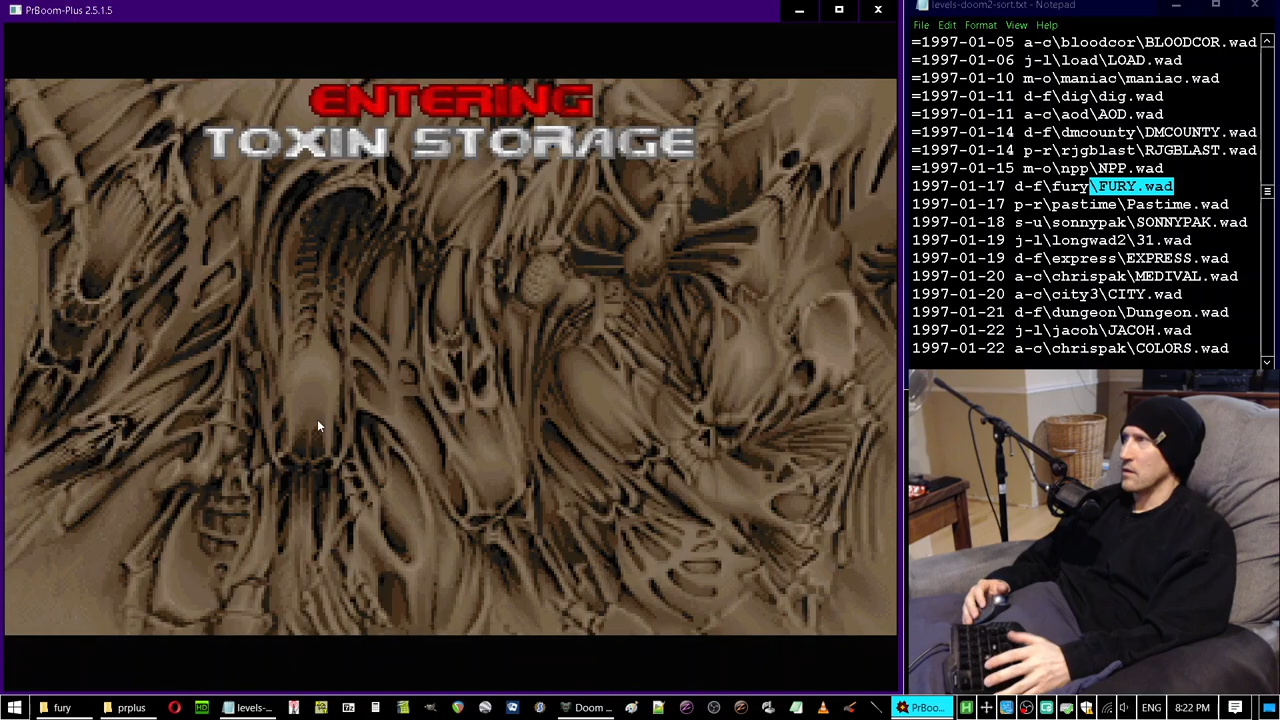 PrBoom-Plus 2.5.1.5
ENTERING
TOXIN STORAGE
levels-doom2-sort.txt - Notepad
File Edit Format View Help
=1997-01-05 a-c\bloodcor\BLOODCOR.wad
=1997-01-06 j-l\load\LOAD.wad
=1997-01-10 m-o\maniac\maniac.wad
=1997-01-11 d-f\dig\dig.wad
=1997-01-11 a-c\aod\AOD.wad
=1997-01-14 d-f\dmcounty\DMCOUNTY.wad
=1997-01-14 p-r\rjgblast\RJGBLAST.wad
=1997-01-15 m-o\npp\NPP.wad
1997-01-17 d-f\fury\FURY.wad
1997-01-17 p-r\pastime\Pastime.wad
1997-01-18 s-u\sonnypak\SONNYPAK.wad
1997-01-19 j-l\longwad2\31.wad
1997-01-19 d-f\express\EXPRESS.wad
1997-01-20 a-c\chrispak\MEDIVAL.wad
1997-01-20 a-c\city3\CITY.wad
1997-01-21 d-f\dungeon\Dungeon.wad
1997-01-22 j-l\jacoh\JACOH.wad
1997-01-22 a-c\chrispak\COLORS.wad
fury prplus levels-... Doom ... PrBoo... ENG 8:22 PM